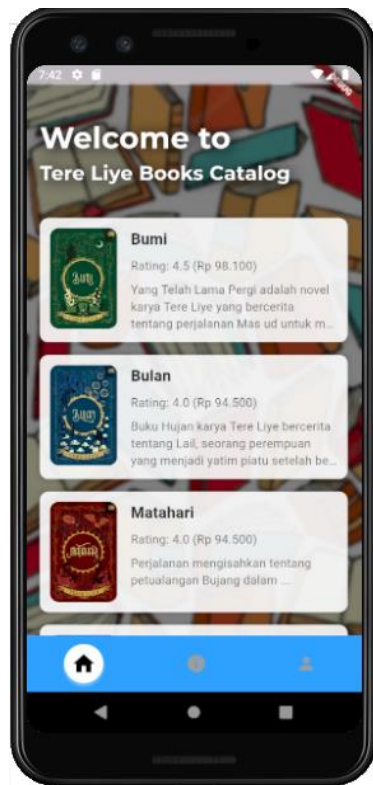 7:42
DEBUG
Welcome to
Tere Liye Books Catalog
Bumi
Rating: 4.5 (Rp 98.100)
Yang Telah Lama Pergi adalah novel
karya Tere Liye yang bercerita
tentang perjalanan Mas ud untuk m...
Bulan
Rating: 4.0 (Rp 94.500)
Buku Hujan karya Tere Liye bercerita
tentang Lail, seorang perempuan
yang menjadi yatim piatu setelah be...
Matahari
Rating: 4.0 (Rp 94.500)
Perjalanan mengisahkan tentang
petualangan Bujang dalam ....